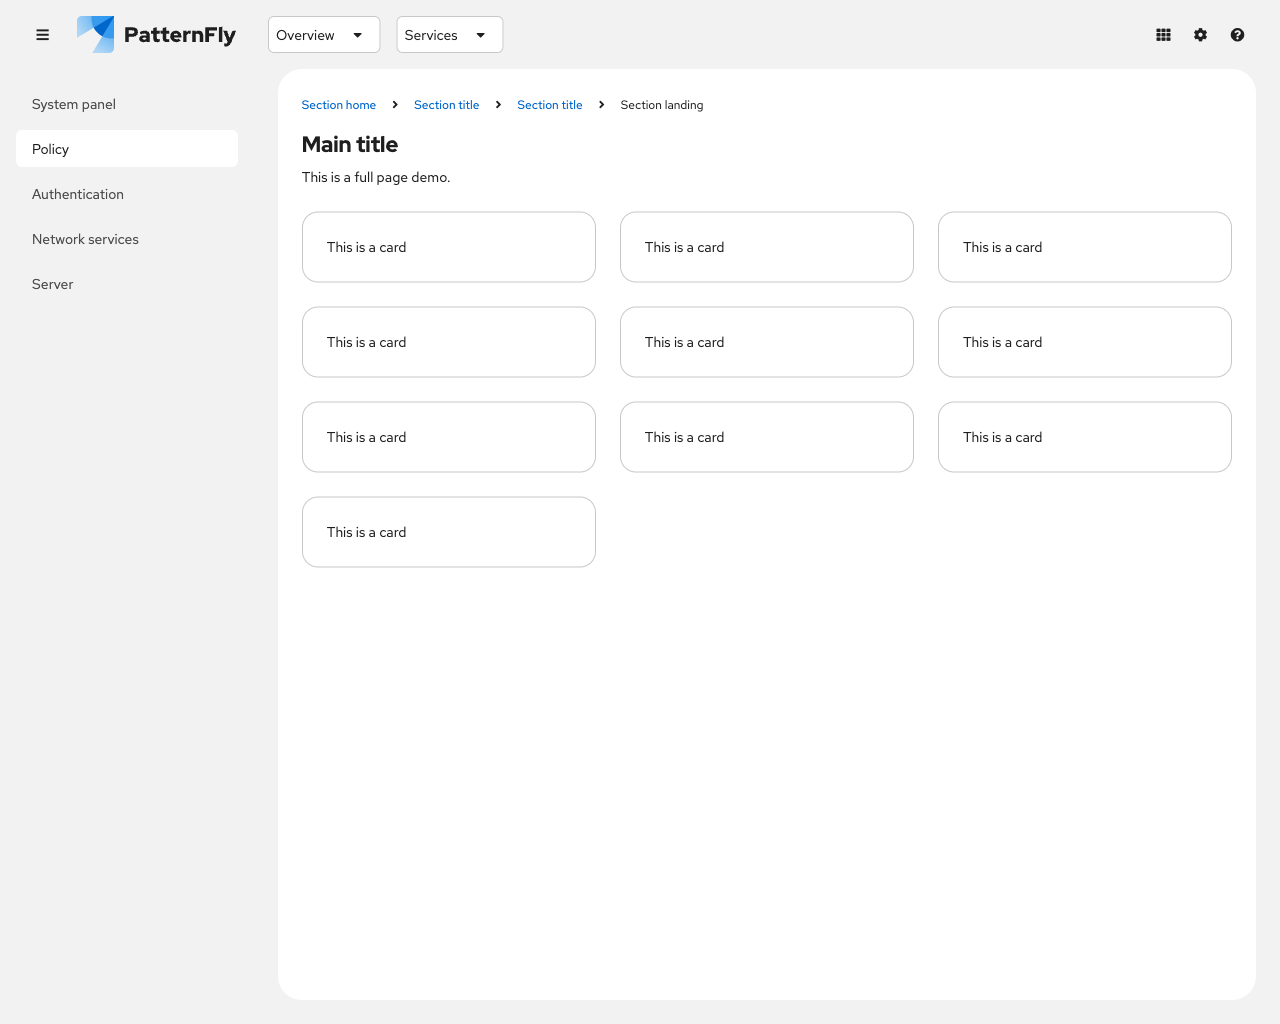 PatternFly
Overview
Services
System panel
Policy
Authentication
Network services
Server
Section home
Section title
Section title
Section landing
Main title
This is a full page demo.
This is a card
This is a card
This is a card
This is a card
This is a card
This is a card
This is a card
This is a card
This is a card
This is a card